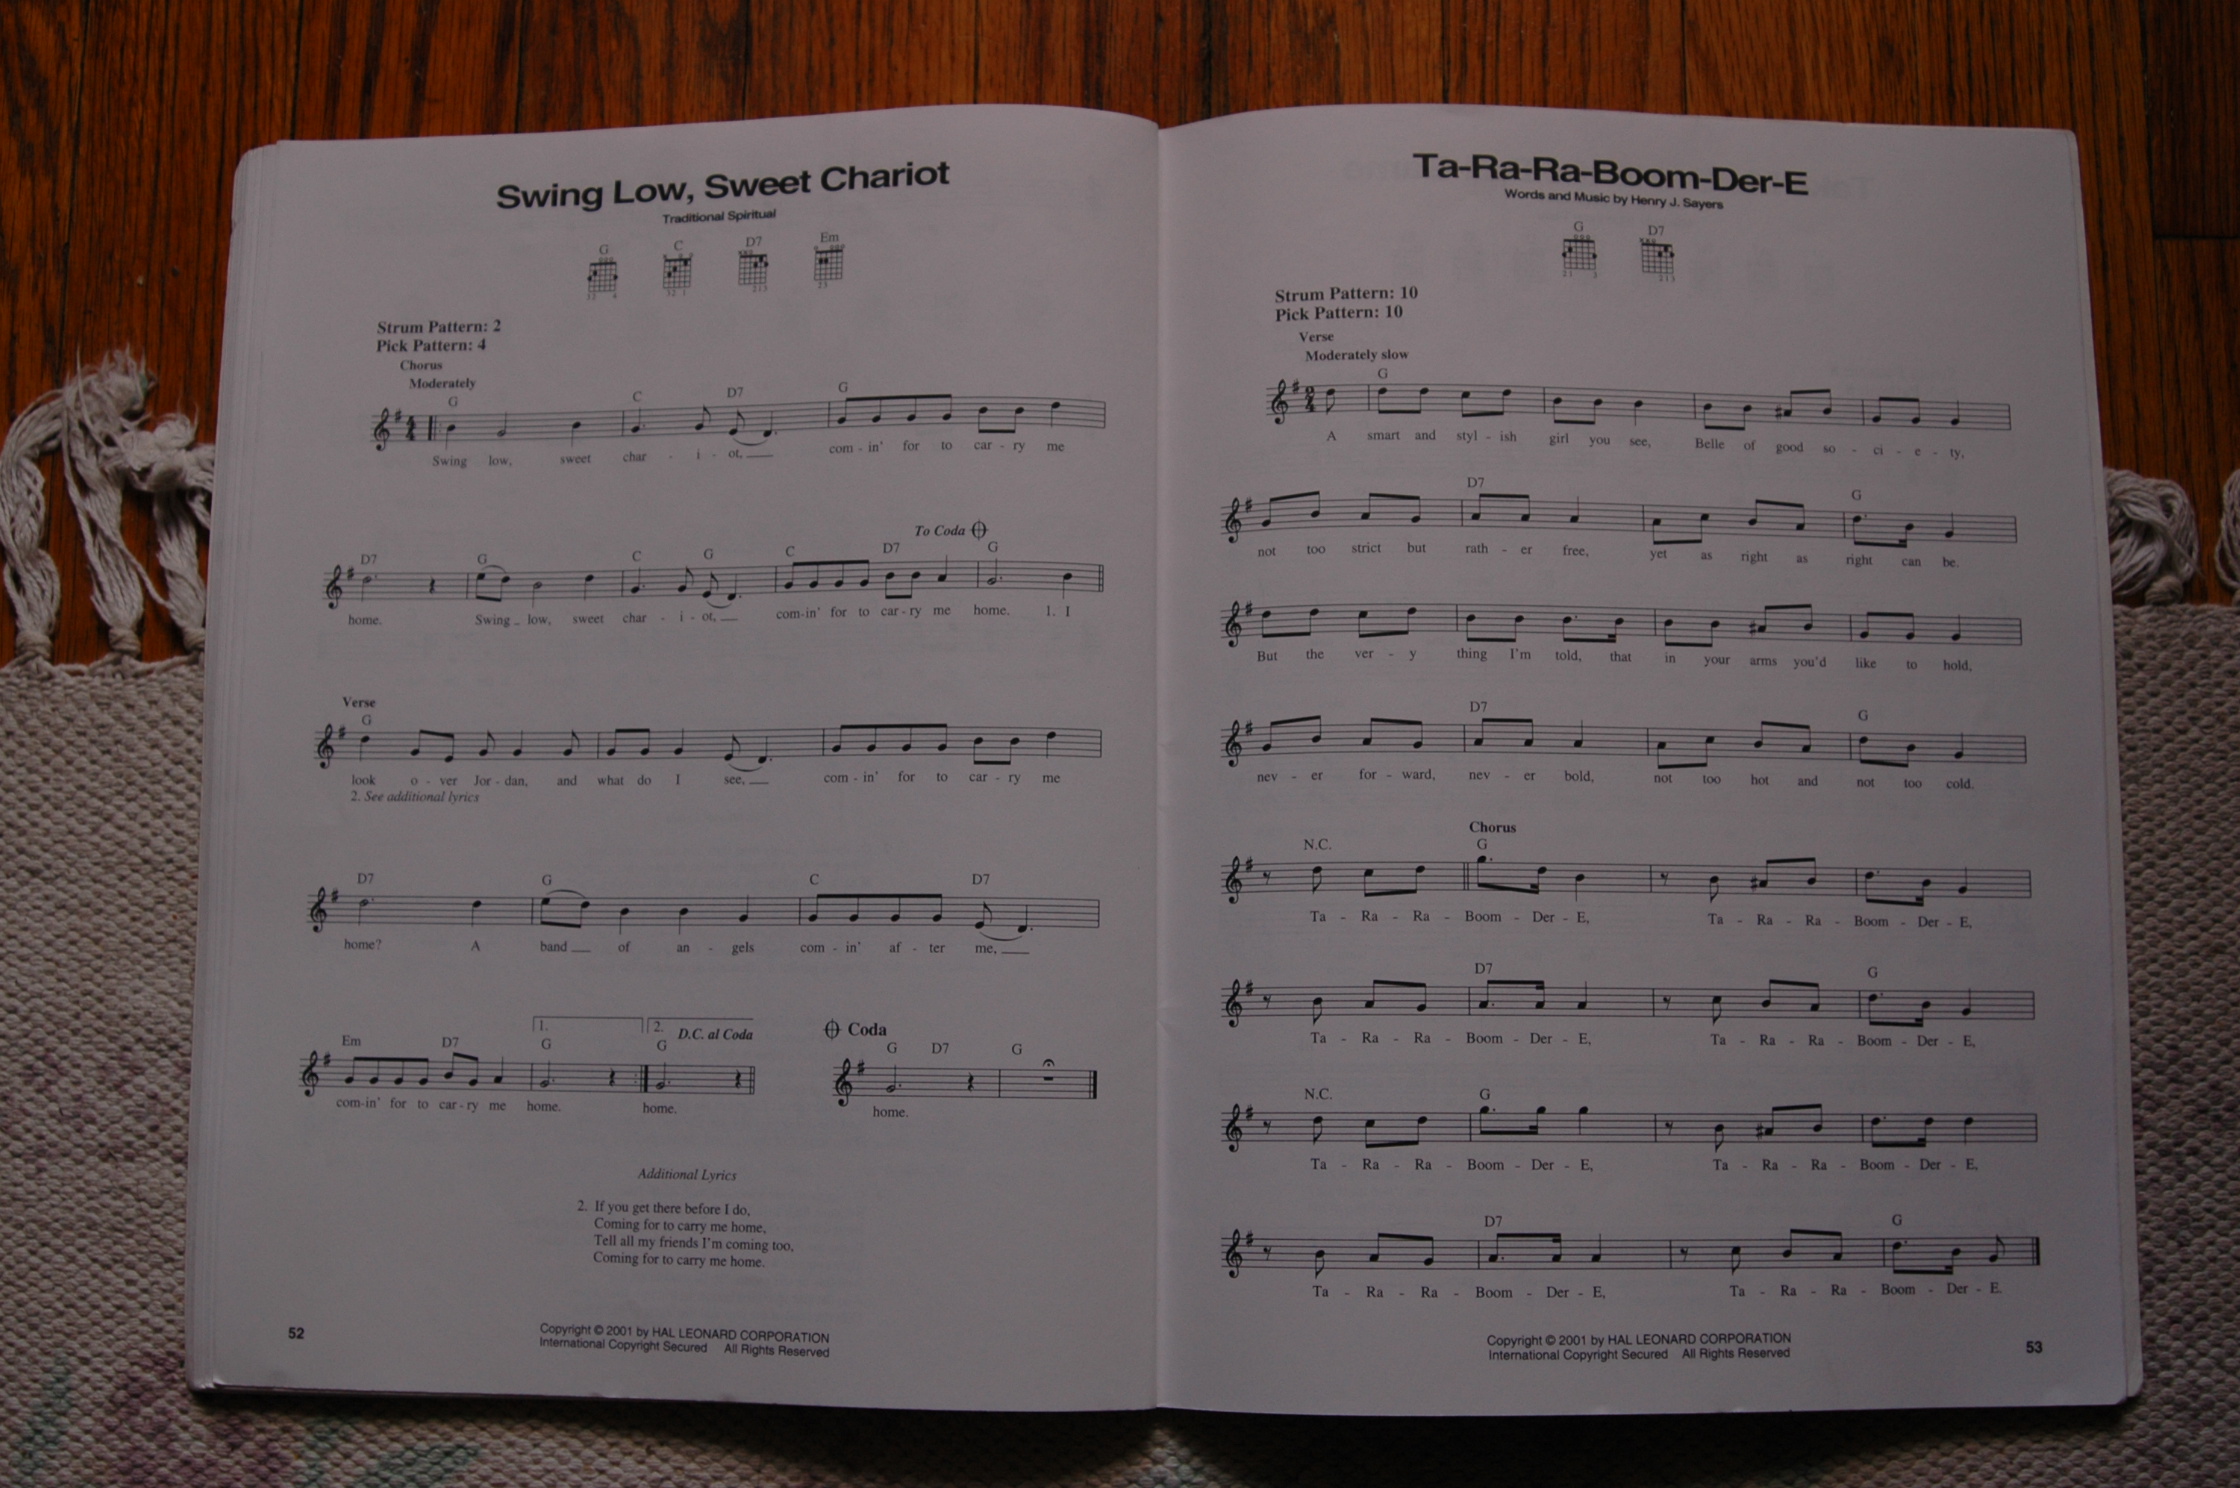 Swing Low, Sweet Chariot
Traditional Spiritual
G C D7 Em
32 4 32 1 213 23
Strum Pattern: 2
Pick Pattern: 4
Chorus
Moderately
G C D7 G
Swing low, sweet char - i - ot, com - in' for to car - ry me
To Coda
D7 G C G C D7 G
home. Swing low, sweet char - i - ot, com-in' for to car - ry me home. 1. I
Verse
G
look o - ver Jor - dan, and what do I see, com - in' for to car - ry me
2. See additional lyrics
D7 G C D7
home? A band of an - gels com - in' af - ter me,
1. 2. D.C. al Coda Coda
Em D7 G G G D7 G
com-in' for to car - ry me home. home. home.
Additional Lyrics
2. If you get there before I do,
Coming for to carry me home,
Tell all my friends I'm coming too,
Coming for to carry me home.
52
Copyright © 2001 by HAL LEONARD CORPORATION
International Copyright Secured All Rights Reserved
Ta-Ra-Ra-Boom-Der-E
Words and Music by Henry J. Sayers
G D7
21 3 213
Strum Pattern: 10
Pick Pattern: 10
Verse
Moderately slow
G
A smart and styl - ish girl you see, Belle of good so - ci - e - ty,
D7 G
not too strict but rath - er free, yet as right as right can be.
But the ver - y thing I'm told, that in your arms you'd like to hold,
D7 G
nev - er for - ward, nev - er bold, not too hot and not too cold.
Chorus
N.C. G
Ta - Ra - Ra - Boom - Der - E, Ta - Ra - Ra - Boom - Der - E,
D7 G
Ta - Ra - Ra - Boom - Der - E, Ta - Ra - Ra - Boom - Der - E,
N.C. G
Ta - Ra - Ra - Boom - Der - E, Ta - Ra - Ra - Boom - Der - E,
D7 G
Ta - Ra - Ra - Boom - Der - E, Ta - Ra - Ra - Boom - Der - E.
Copyright © 2001 by HAL LEONARD CORPORATION
International Copyright Secured All Rights Reserved
53